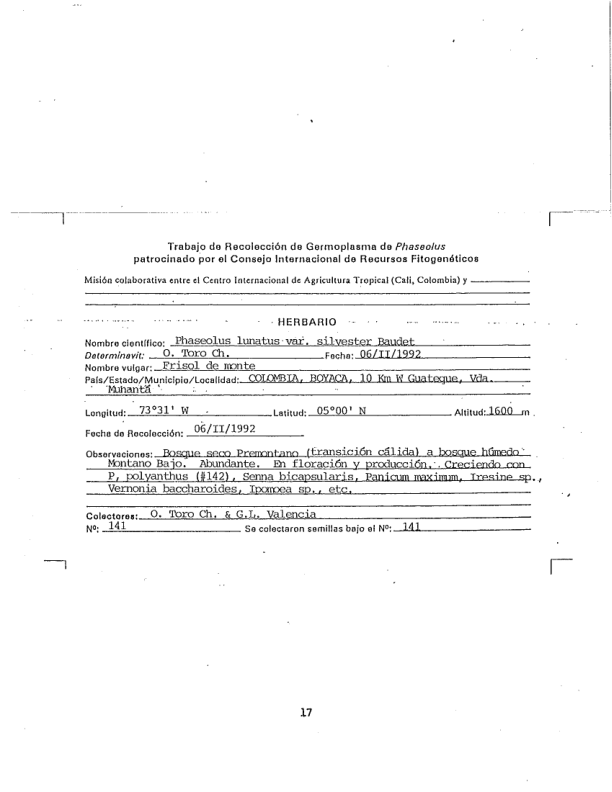 Trabajo de Recolección de Germoplasma de Phaseolus
patrocinado por el Consejo Internacional de Recursos Fitogenéticos
Misión colaborativa entre el Centro Internacional de Agricultura Tropical (Cali, Colombia) y
HERBARIO
Nombre científico: Phaseolus lunatus var. silvester Baudet
Determinavit: O. Toro Ch. Fecha: 06/II/1992
Nombre vulgar: Frisol de monte
País/Estado/Municipio/Localidad: COLOMBIA, BOYACA, 10 Km W Guateque, Vda.
Muhantá
Longitud: 73°31' W Latitud: 05°00' N Altitud: 1600 m
Fecha de Recolección: 06/II/1992
Observaciones: Bosque seco Premontano (transición cálida) a bosque húmedo
Montano Bajo. Abundante. En floración y producción. Creciendo con
P, polyanthus (#142), Senna bicapsularis, Panicum maximum, Iresine sp.,
Vernonia baccharoides, Ipomoea sp., etc.
Colectores: O. Toro Ch. & G.L. Valencia
Nº: 141 Se colectaron semillas bajo el Nº: 141
17